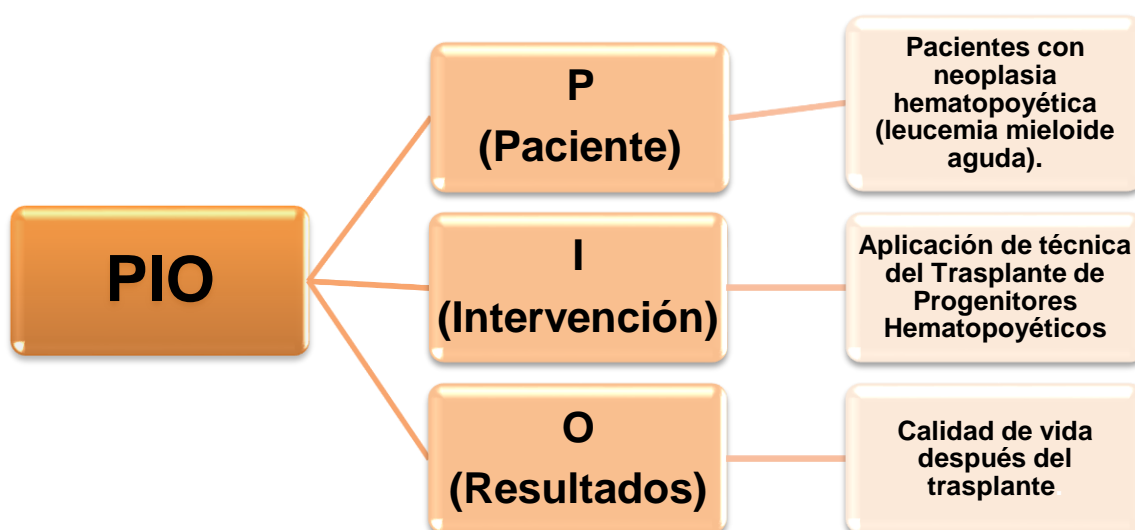 PIO
P
(Paciente)
Pacientes con
neoplasia
hematopoyética
(leucemia mieloide
aguda).
I
(Intervención)
Aplicación de técnica
del Trasplante de
Progenitores
Hematopoyéticos
O
(Resultados)
Calidad de vida
después del
trasplante.